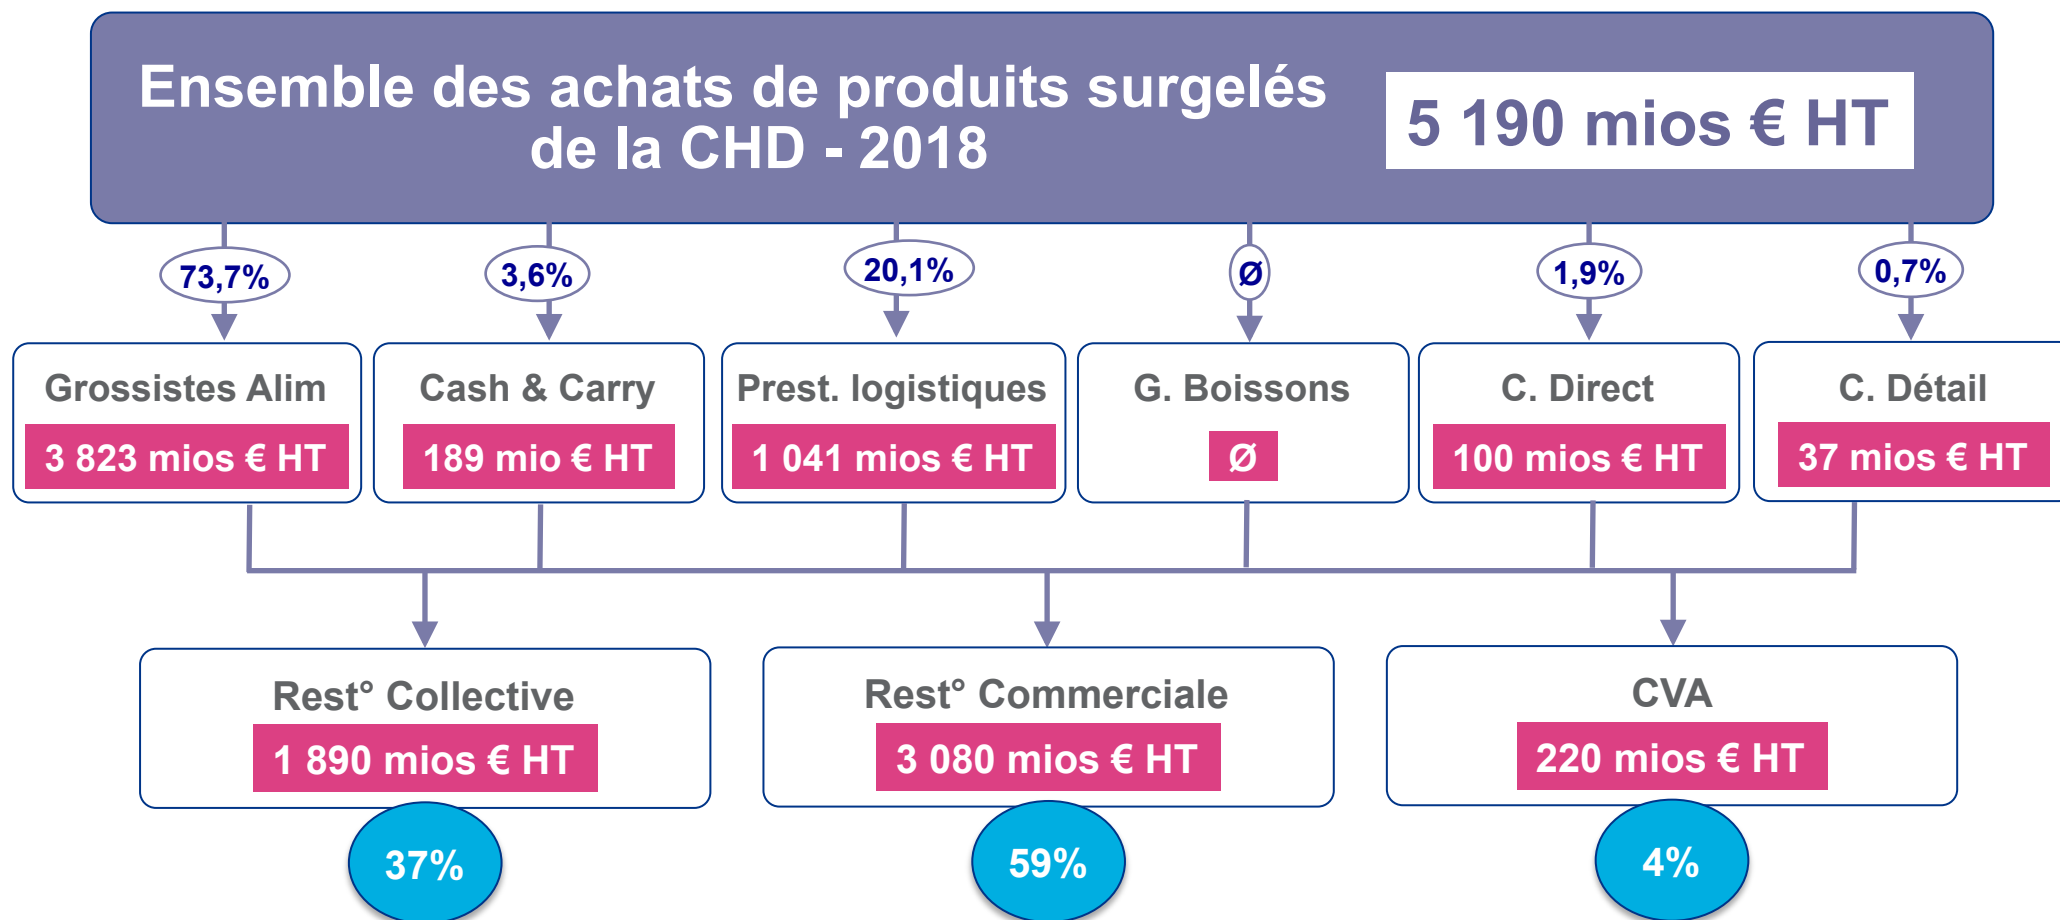 Ensemble des achats de produits surgelés
de la CHD - 2018
5 190 mios € HT
73,7%
3,6%
20,1%
Ø
1,9%
0,7%
Grossistes Alim
3 823 mios € HT
Cash & Carry
189 mio € HT
Prest. logistiques
1 041 mios € HT
G. Boissons
Ø
C. Direct
100 mios € HT
C. Détail
37 mios € HT
Rest° Collective
1 890 mios € HT
37%
Rest° Commerciale
3 080 mios € HT
59%
CVA
220 mios € HT
4%